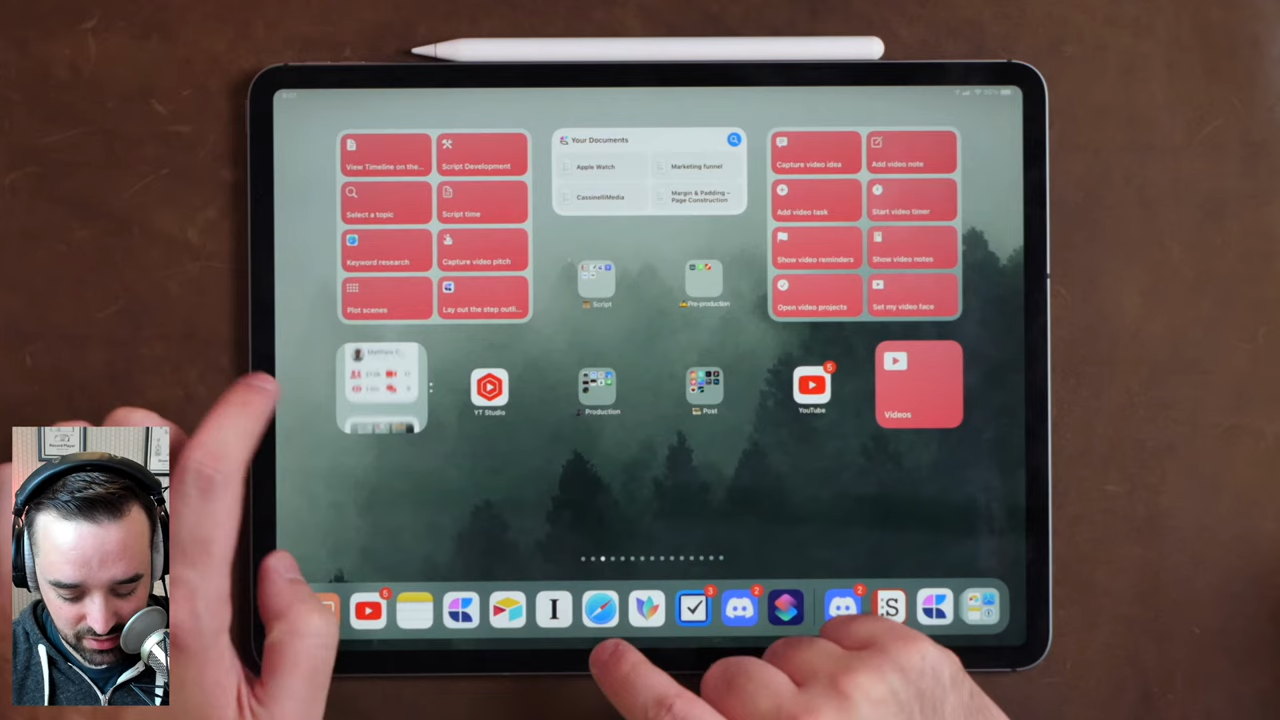 View Timeline on the...
Script Development
Select a topic
Script time
Keyword research
Capture video pitch
Plot scenes
Lay out the step outli...
Your Documents
Apple Watch
Marketing funnel
CassinelliMedia
Margin & Padding –
Page Construction
Capture video idea
Add video note
Add video task
Start video timer
Show video reminders
Show video notes
Open video projects
Set my video face
Script
Pre-production
YT Studio
Production
Post
5
YouTube
Videos
5
I
3
2
2
S